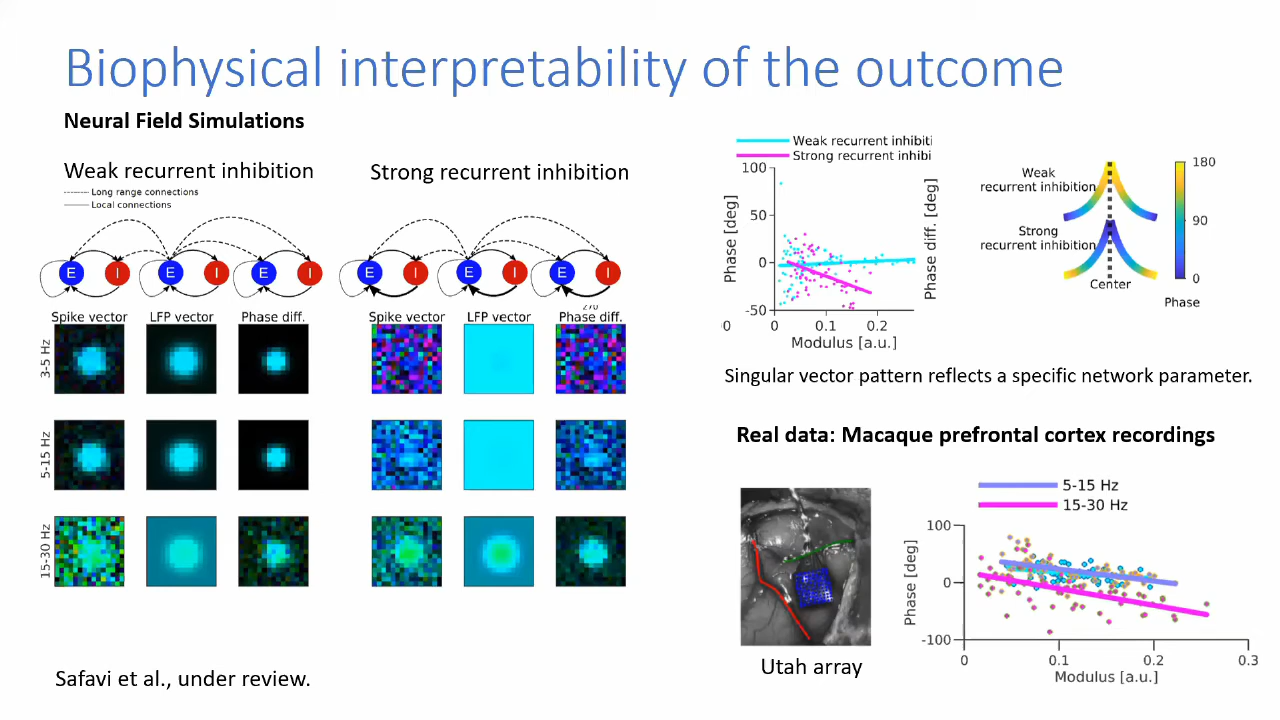 Biophysical interpretability of the outcome
Neural Field Simulations
Weak recurrent inhibition
Long range connections
Local connections
E I E I E I
Spike vector LFP vector Phase diff.
3-5 Hz
5-15 Hz
15-30 Hz
Strong recurrent inhibition
E I E I E I
270
Spike vector LFP vector Phase diff.
Weak recurrent inhibiti
Strong recurrent inhibi
Phase [deg]
100
50
0
-50
0 0 0.1 0.2
Modulus [a.u.]
Phase diff. [deg]
Weak
recurrent inhibition
Strong
recurrent inhibition
Center
180
90
0
Phase
Singular vector pattern reflects a specific network parameter.
Real data: Macaque prefrontal cortex recordings
Utah array
5-15 Hz
15-30 Hz
Phase [deg]
100
0
-100
0 0.1 0.2 0.3
Modulus [a.u.]
Safavi et al., under review.